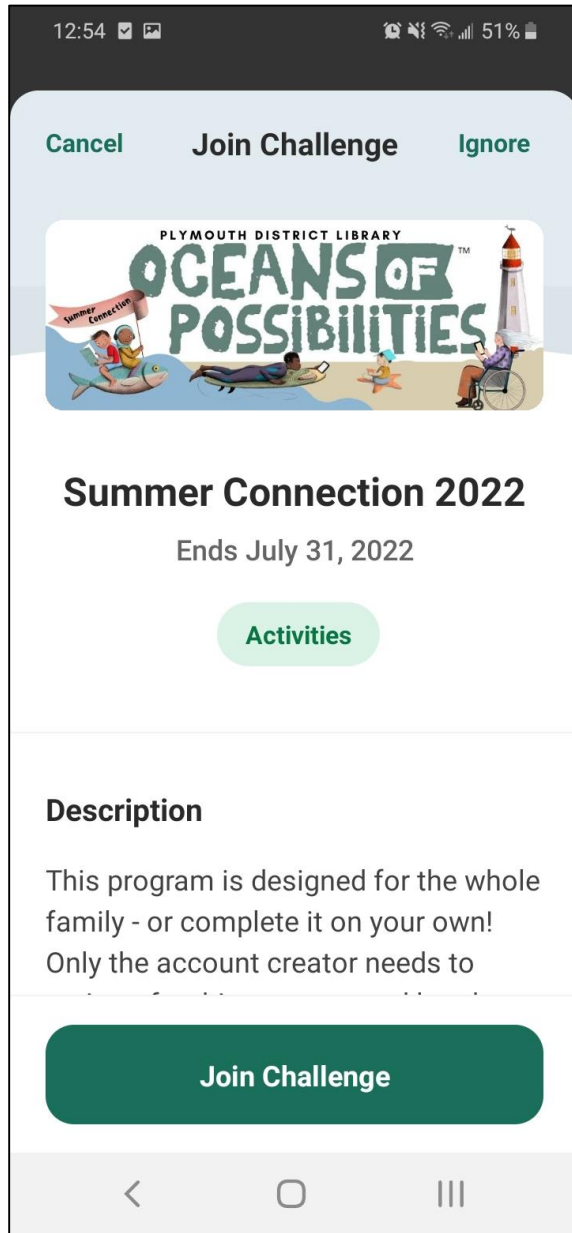 12:54 51%
Cancel Join Challenge Ignore
PLYMOUTH DISTRICT LIBRARY
OCEANS OF ™
POSSIBILITIES
Summer
Connection
Summer Connection 2022
Ends July 31, 2022
Activities
Description
This program is designed for the whole
family - or complete it on your own!
Only the account creator needs to
Join Challenge